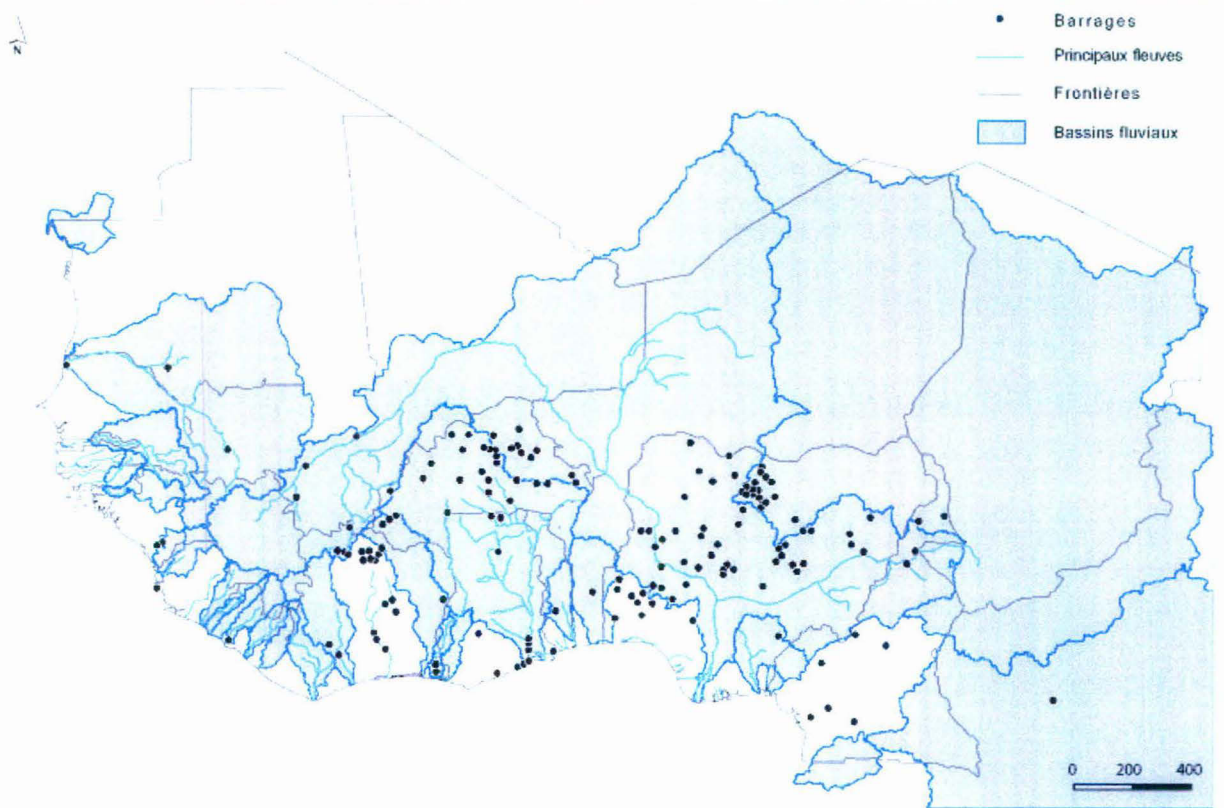 N
Barrages
Principaux fleuves
Frontières
Bassins fluviaux
0 200 400